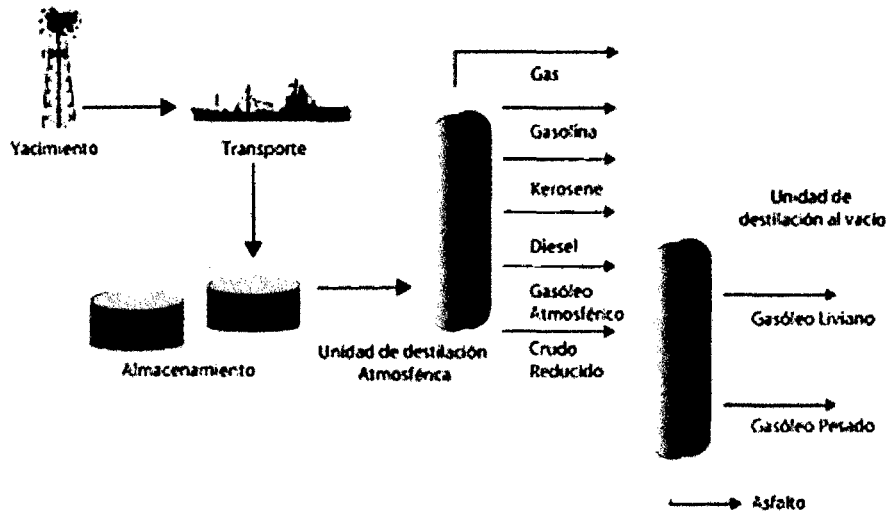 Yacimiento
Transporte
Almacenamiento
Unidad de destilación
Atmosférica
Gas
Gasolina
Kerosene
Diesel
Gasóleo
Atmosférico
Crudo
Reducido
Unidad de
destilación al vacío
Gasóleo Liviano
Gasóleo Pesado
Asfalto